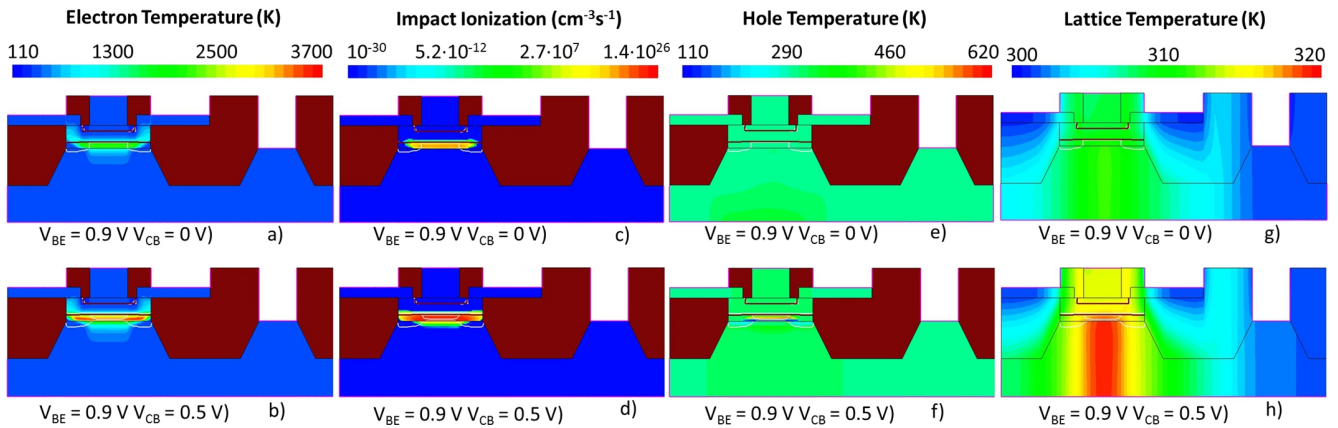 Electron Temperature (K) Impact Ionization (cm⁻³s⁻¹) Hole Temperature (K) Lattice Temperature (K)
110 1300 2500 3700 10⁻³⁰ 5.2·10⁻¹² 2.7·10⁷ 1.4·10²⁶ 110 290 460 620 300 310 320
V_BE = 0.9 V V_CB = 0 V) a) V_BE = 0.9 V V_CB = 0 V) c) V_BE = 0.9 V V_CB = 0 V) e) V_BE = 0.9 V V_CB = 0 V) g)
V_BE = 0.9 V V_CB = 0.5 V) b) V_BE = 0.9 V V_CB = 0.5 V) d) V_BE = 0.9 V V_CB = 0.5 V) f) V_BE = 0.9 V V_CB = 0.5 V) h)